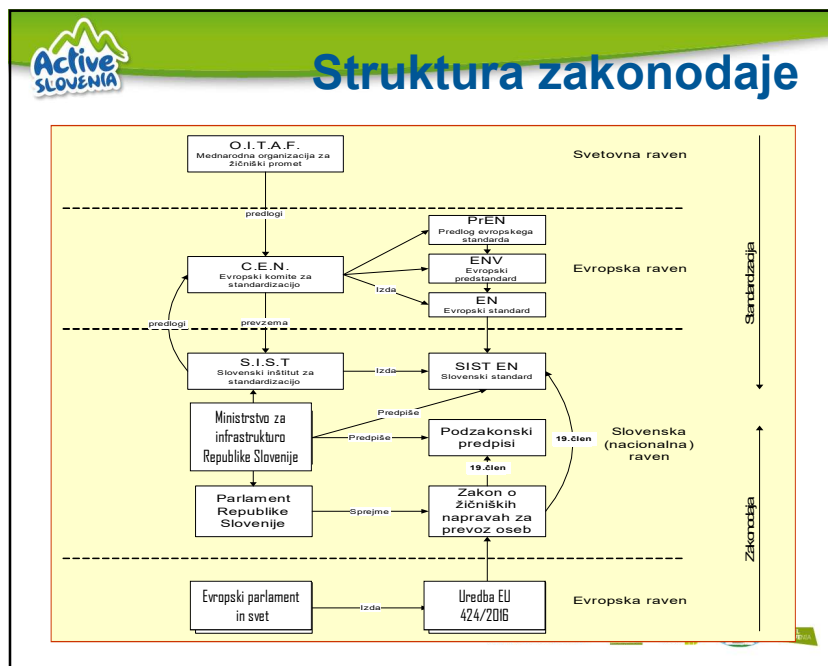 Active
SLOVENIA
Struktura zakonodaje
O.I.T.A.F.
Mednarodna organizacija za
žičniški promet
Svetovna raven
predlogi
PrEN
Predlog evropskega
standarda
C.E.N.
Evropski komite za
standardizacijo
ENV
Evropski
predstandard
Evropska raven
Izda
EN
Evropski standard
Standardizacija
predlogi
prevzema
S.I.S.T
Slovenski inštitut za
standardizacijo
Izda
SIST EN
Slovenski standard
Predpiše
Ministrstvo za
infrastrukturo
Republike Slovenije
Predpiše
Podzakonski
predpisi
19.člen
Slovenska
(nacionalna)
raven
19.člen
Parlament
Republike
Slovenije
Sprejme
Zakon o
žičniških
napravah za
prevoz oseb
Zakonodaja
Evropski parlament
in svet
Izda
Uredba EU
424/2016
Evropska raven